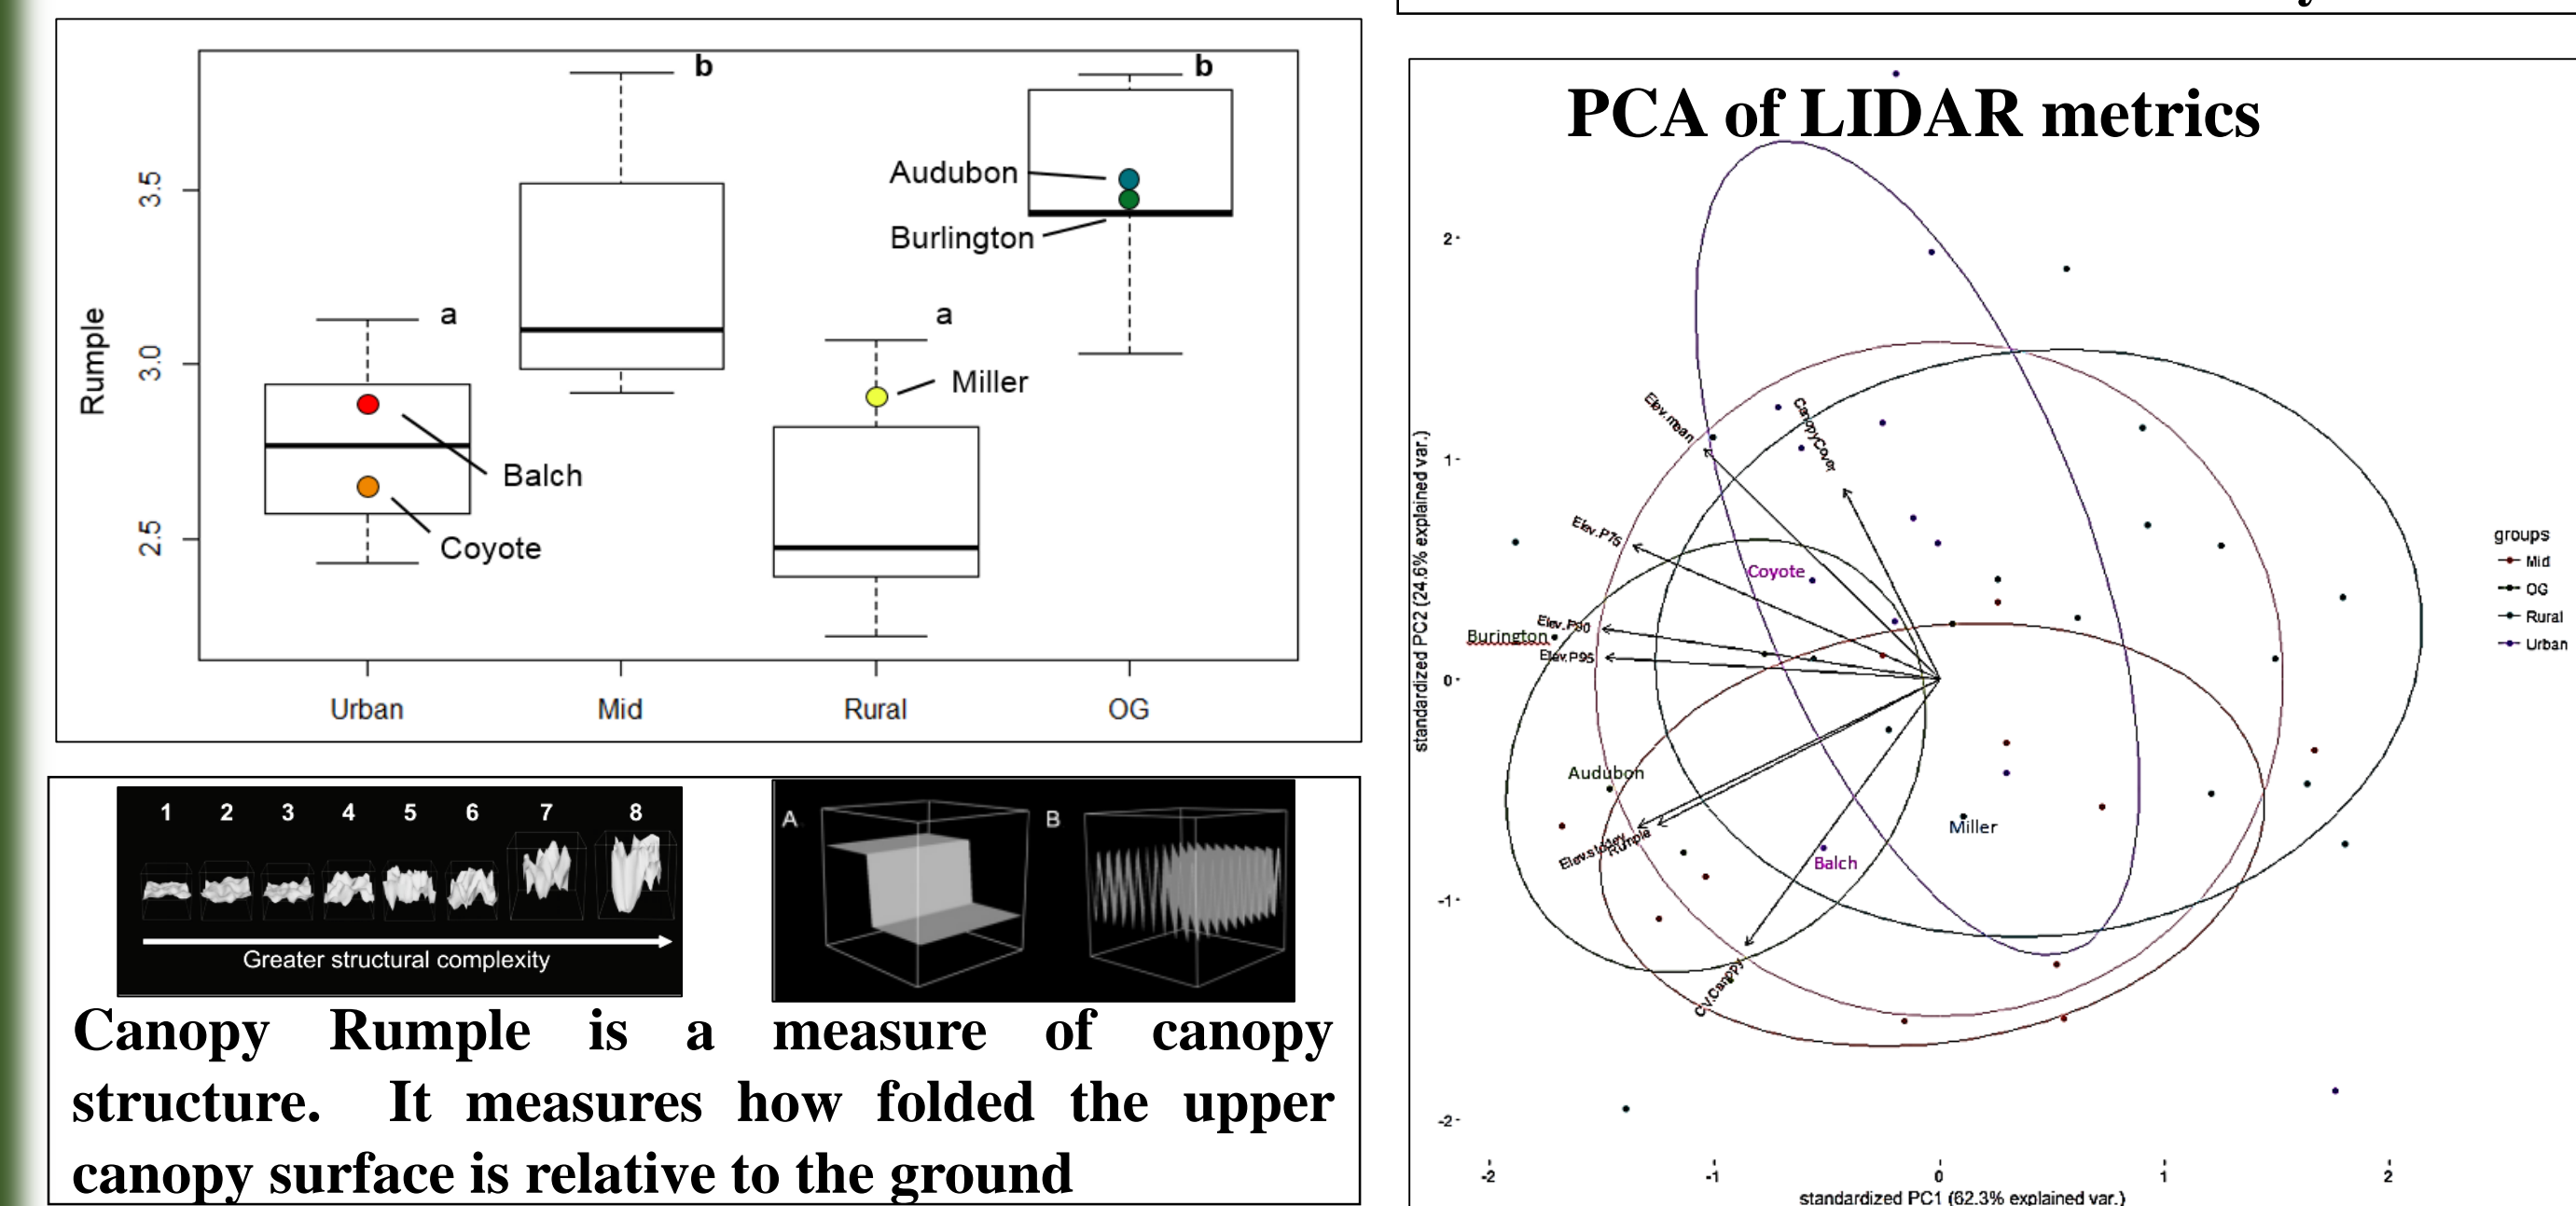 b
b
3.5
3.0
2.5
Rumple
Audubon
Burlington
a
a
Miller
Balch
Coyote
Urban
Mid
Rural
OG
1 2 3 4 5 6 7 8
Greater structural complexity
A
B
Canopy Rumple is a measure of canopy
structure. It measures how folded the upper
canopy surface is relative to the ground
PCA of LIDAR metrics
standardized PC2 (24.6% explained var.)
2
1
0
-1
-2
Elev.mean
CanopyCover
Elev.P75
Coyote
Elev.P90
Burington
Elev.P95
Audubon
Elev.stddev
Rumple
Miller
Balch
CV.Canopy
groups
Mid
OG
Rural
Urban
-2
-1
0
1
2
standardized PC1 (62.3% explained var.)